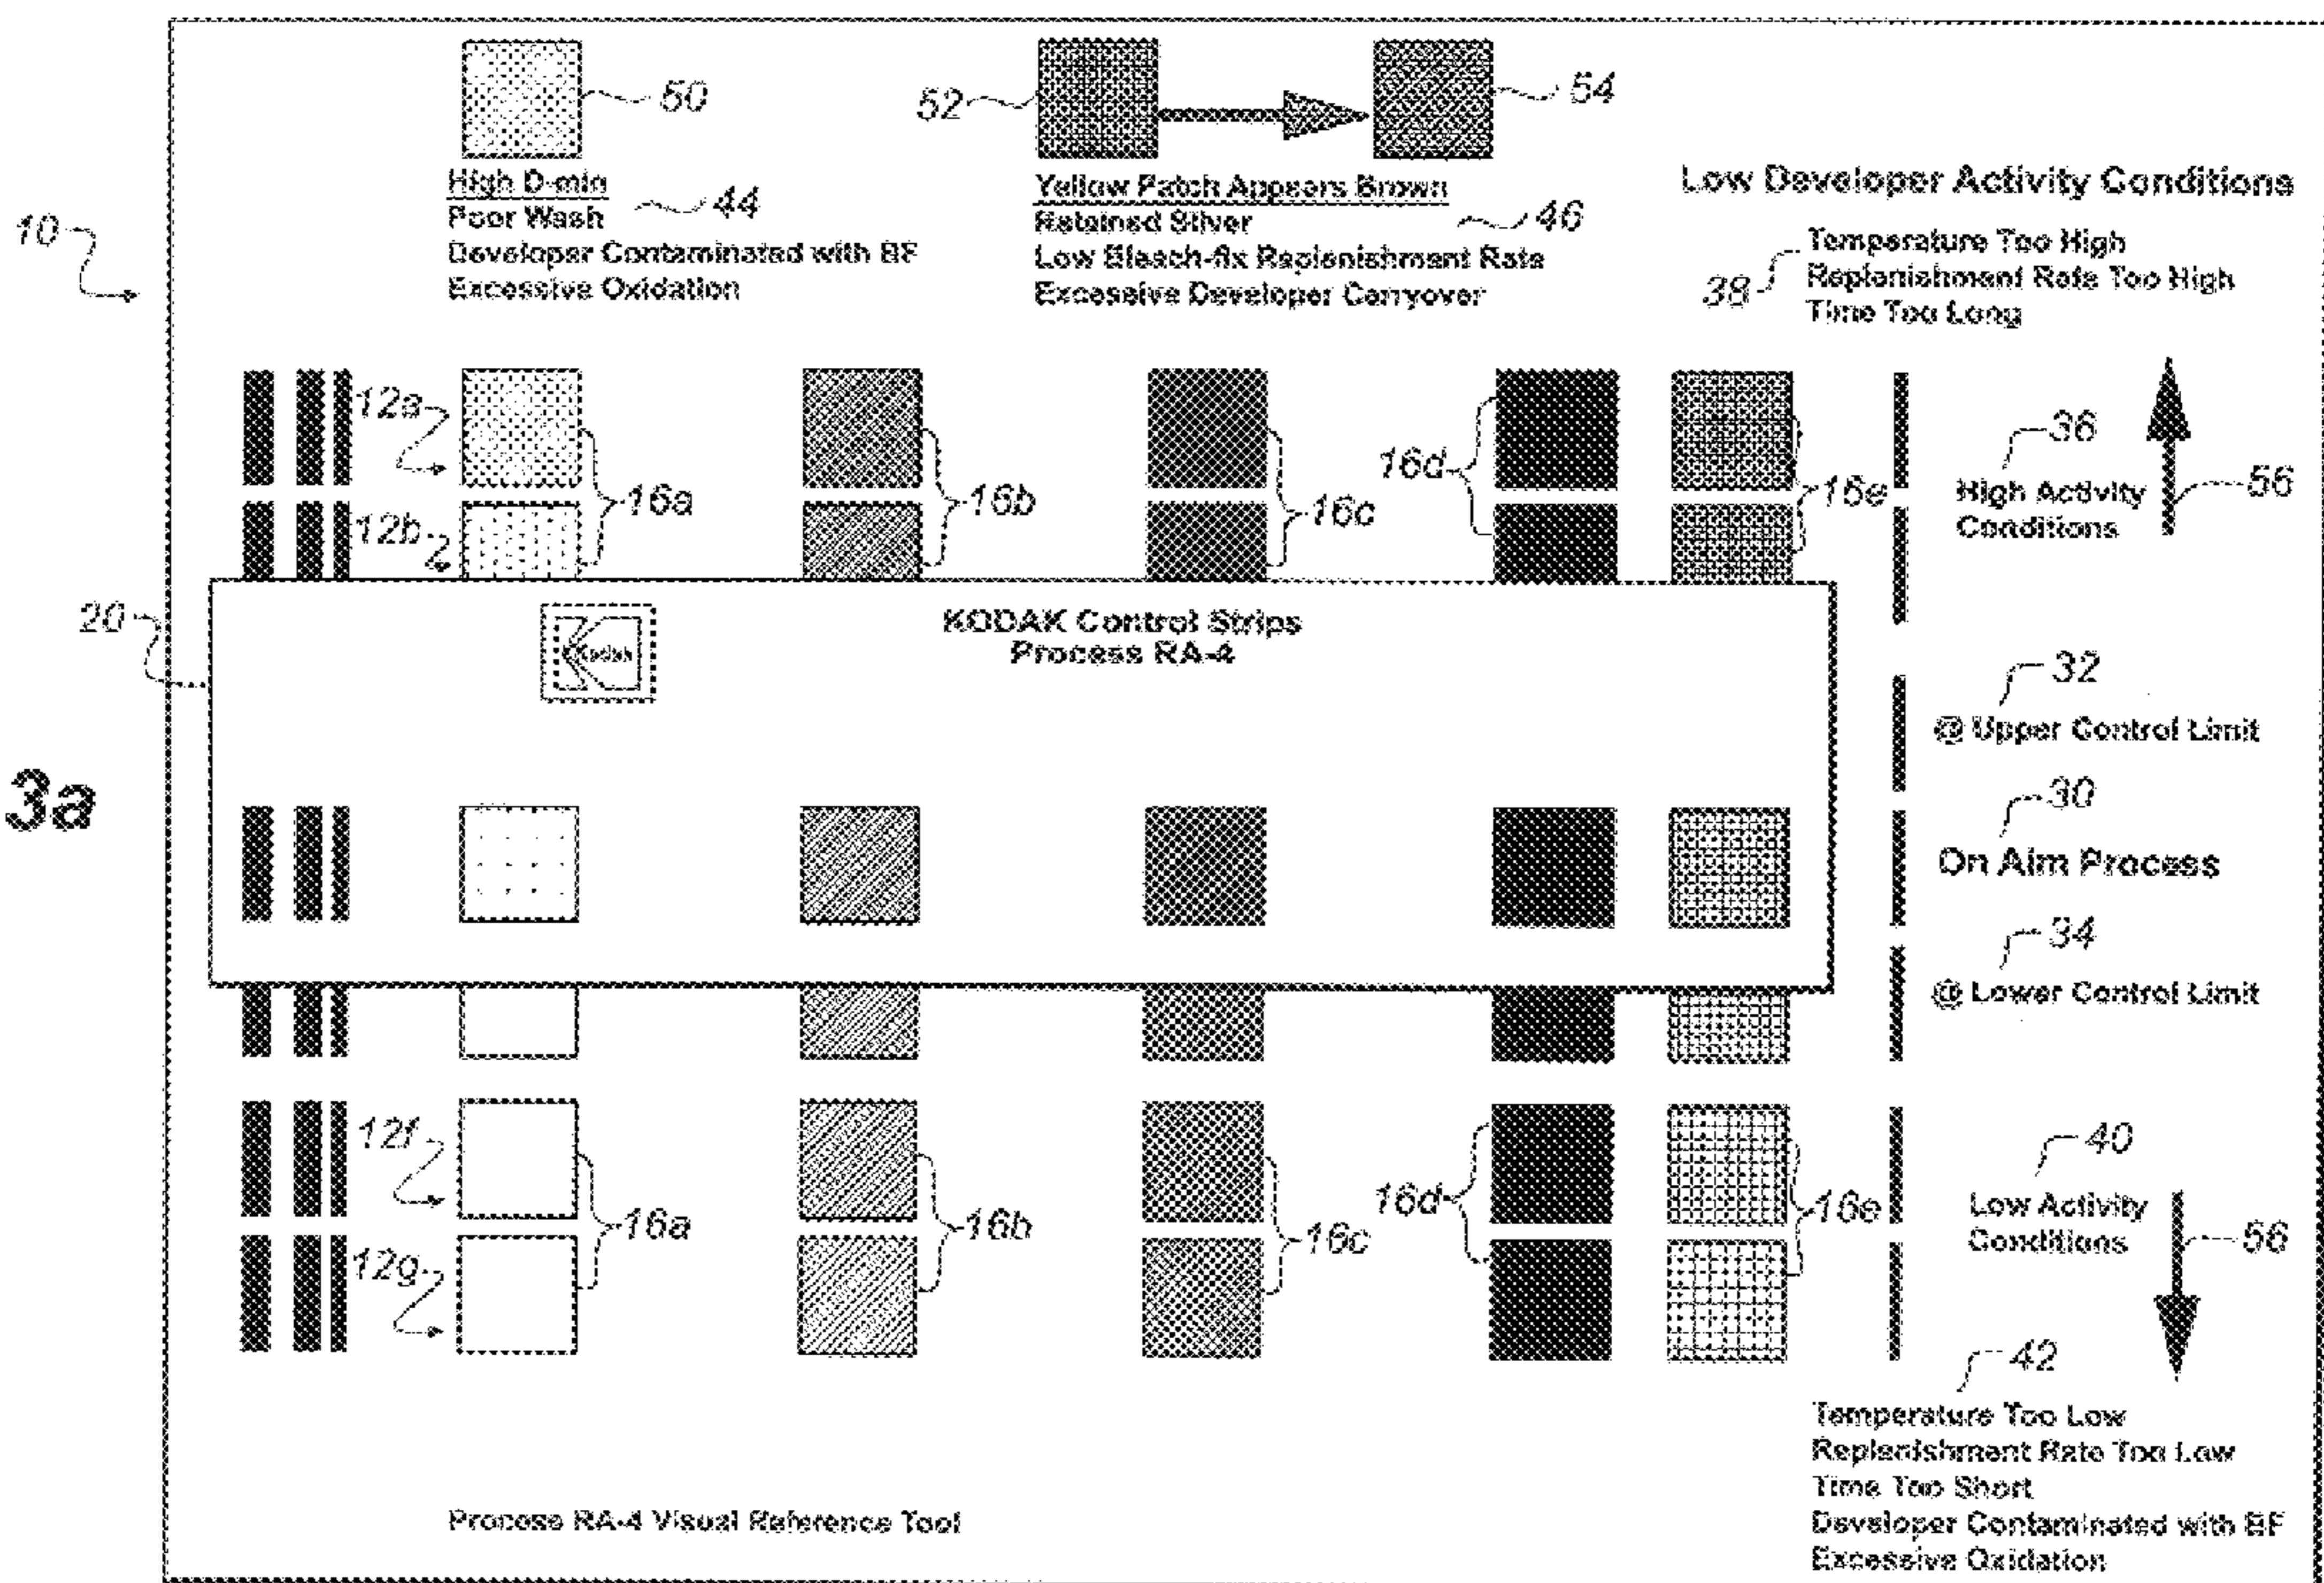 50
52
54
High D-min
Poor Wash
Developer Contaminated with BF
Excessive Oxidation
44
Yellow Patch Appears Brown
Retained Silver
Low Bleach-fix Replenishment Rate
Excessive Developer Carryover
46
Low Developer Activity Conditions
38
Temperature Too High
Replenishment Rate Too High
Time Too Long
10
12a
12b
16a
16b
16c
16d
16e
36
High Activity
Conditions
56
20
Kodak
KODAK Control Strips
Process RA-4
32
@ Upper Control Limit
3a
30
On Aim Process
34
@ Lower Control Limit
12f
12g
16a
16b
16c
16d
16e
40
Low Activity
Conditions
56
42
Temperature Too Low
Replenishment Rate Too Low
Time Too Short
Developer Contaminated with BF
Excessive Oxidation
Process RA-4 Visual Reference Tool